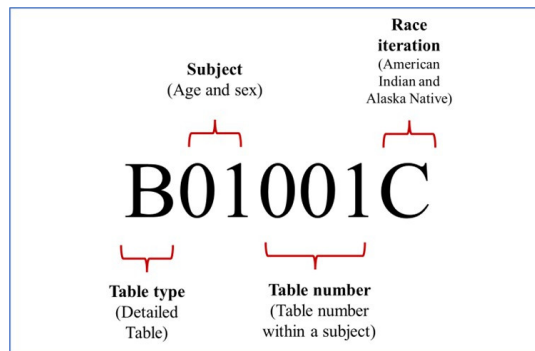 Race
iteration
(American
Indian and
Alaska Native)
Subject
(Age and sex)
B01001C
Table type
(Detailed
Table)
Table number
(Table number
within a subject)